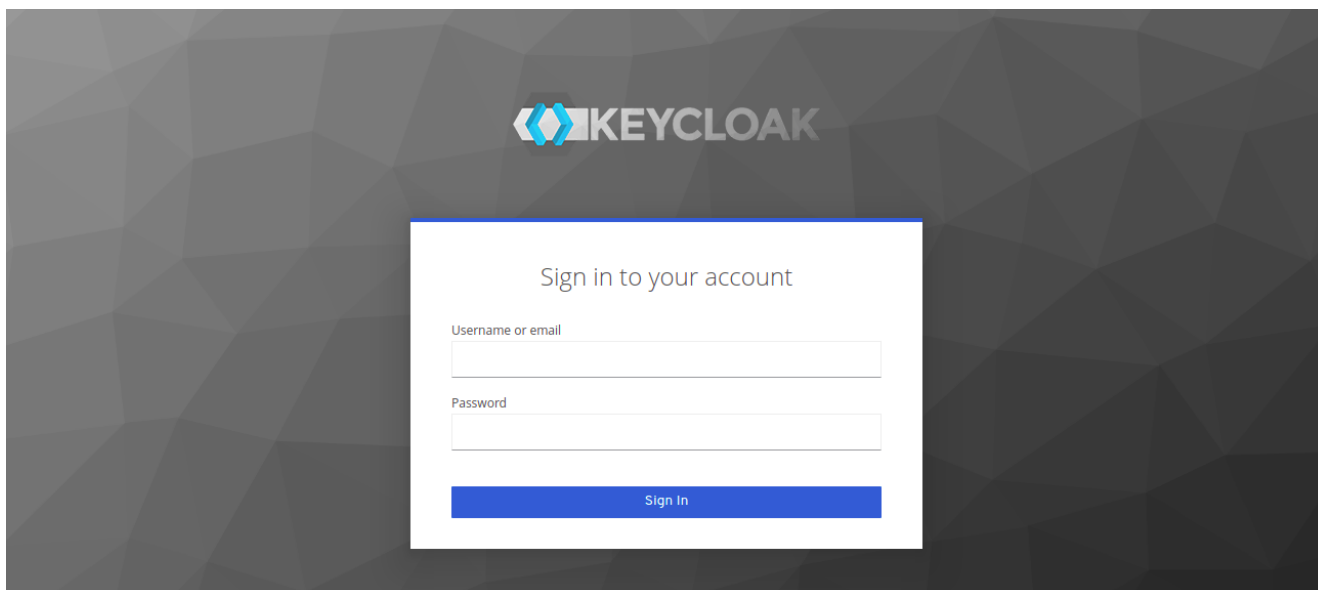 KEYCLOAK
Sign in to your account
Username or email
Password
Sign In